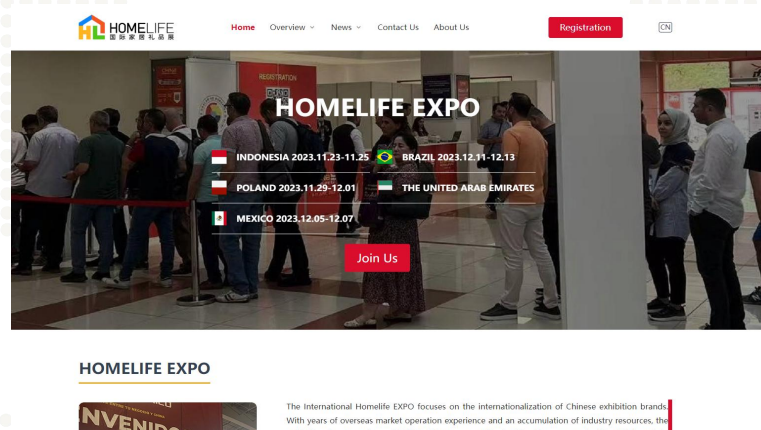 HOMELIFE
国际家居礼品展
Home Overview News Contact Us About Us Registration CN
REGISTRATION
HOMELIFE EXPO
INDONESIA 2023.11.23-11.25 BRAZIL 2023.12.11-12.13
POLAND 2023.11.29-12.01 THE UNITED ARAB EMIRATES
MEXICO 2023.12.05-12.07
Join Us
HOMELIFE EXPO
The International Homelife EXPO focuses on the internationalization of Chinese exhibition brands.
With years of overseas market operation experience and an accumulation of industry resources, the